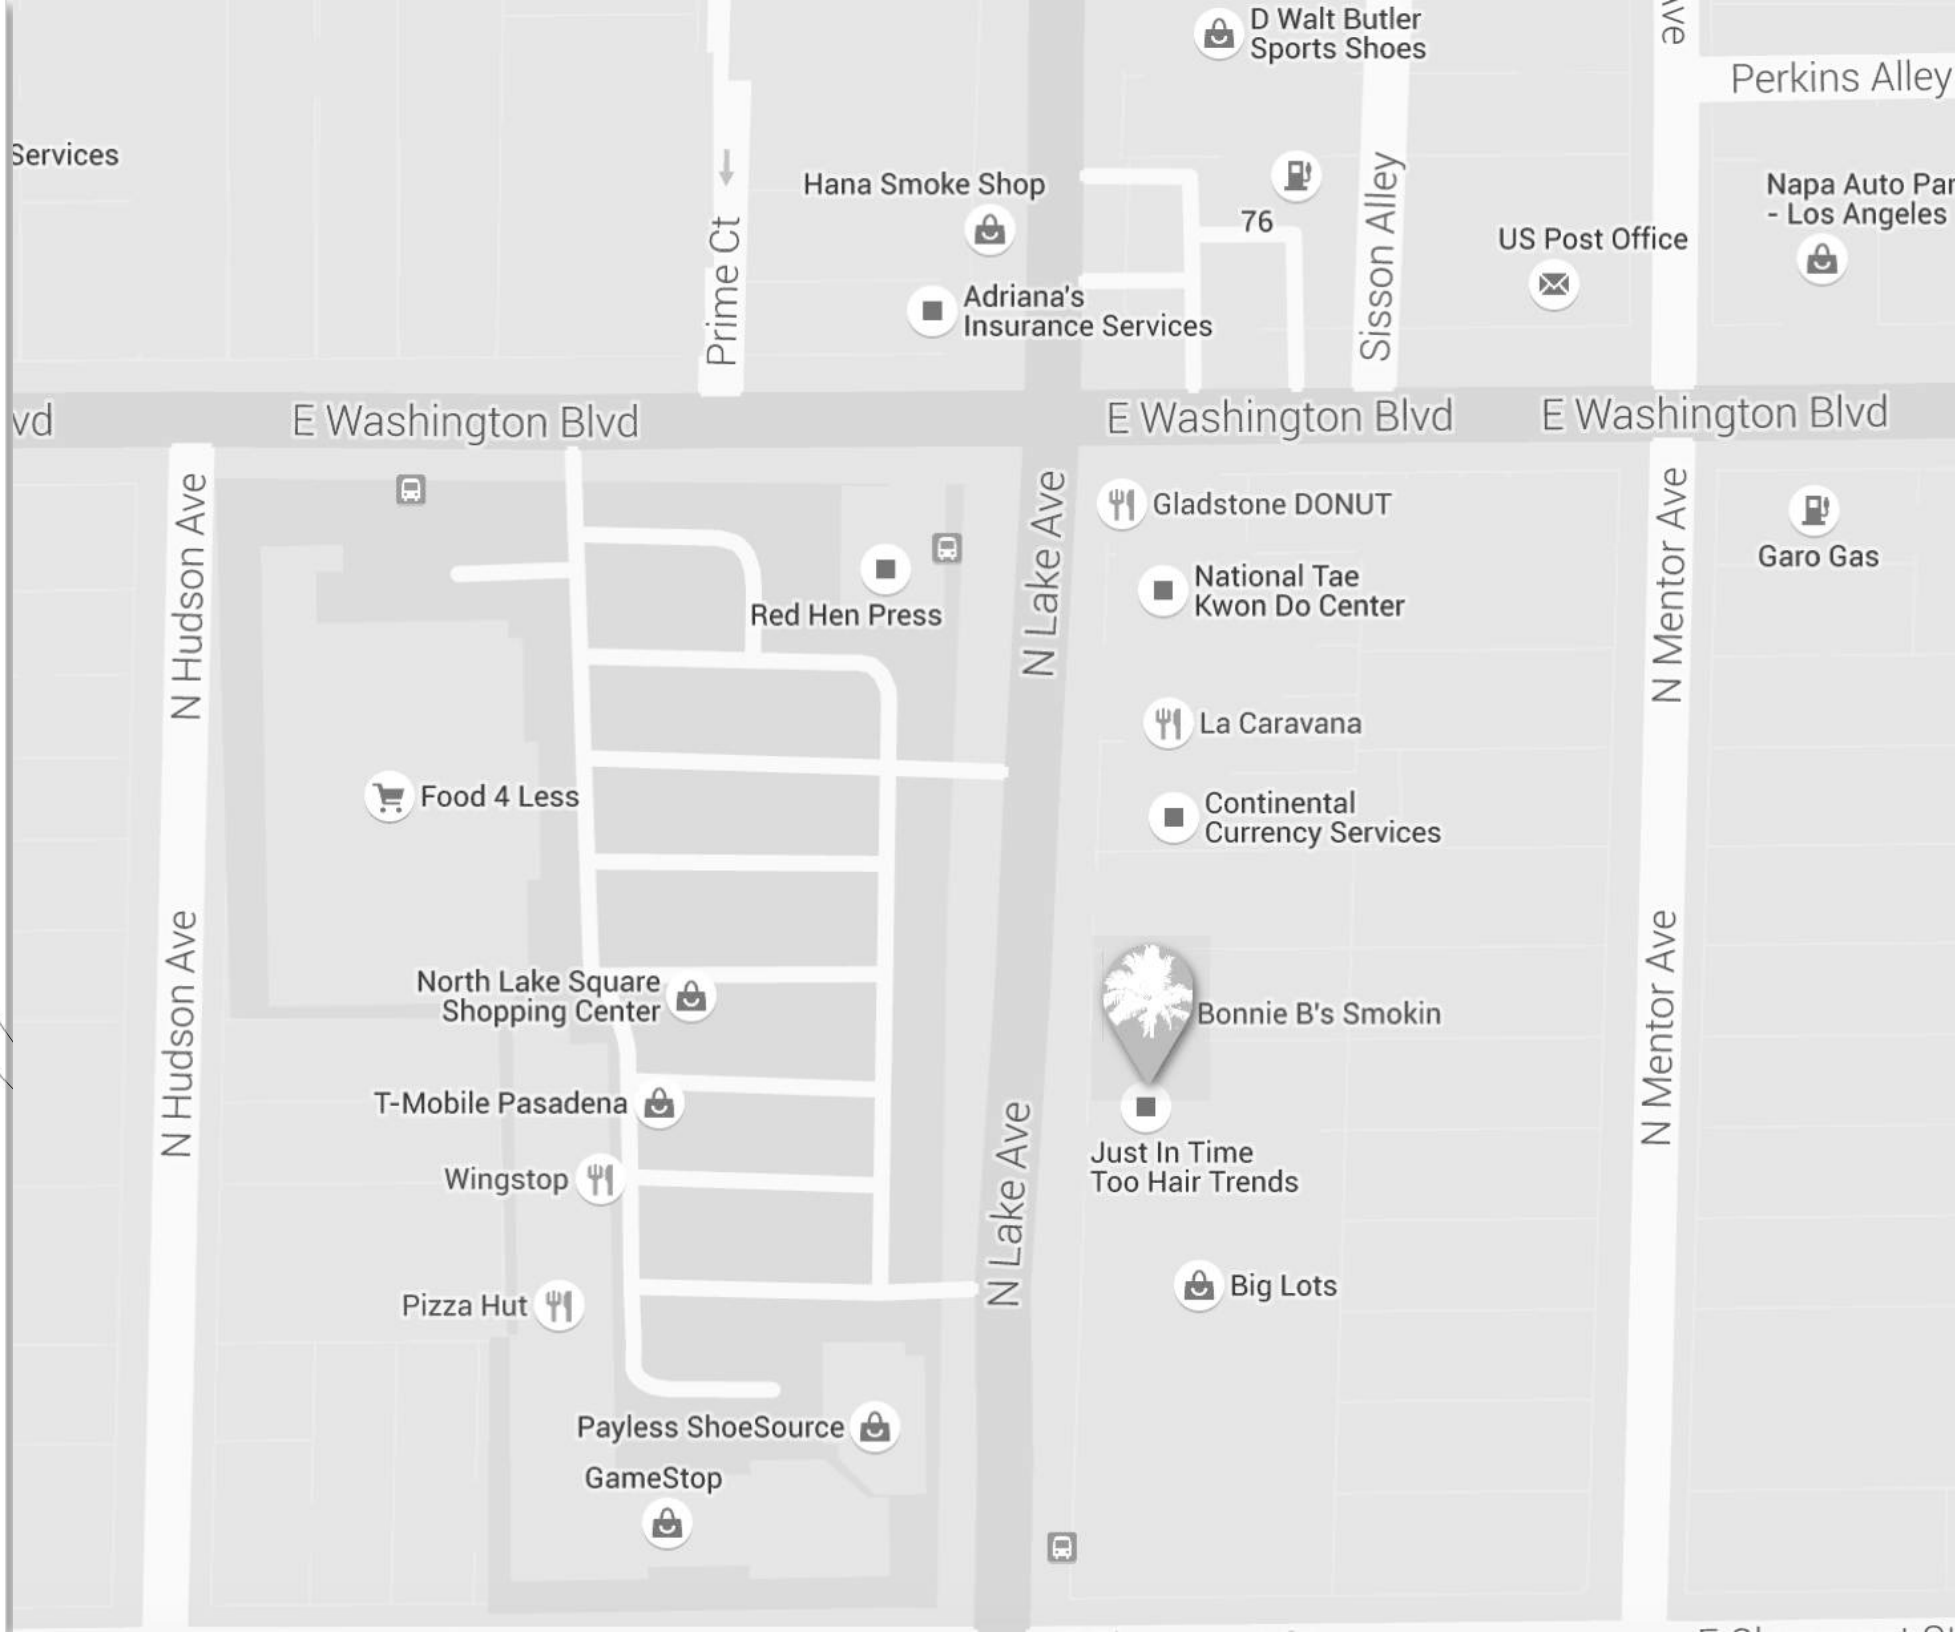 D Walt Butler
Sports Shoes
Perkins Alley
Services
Hana Smoke Shop
Napa Auto Par
- Los Angeles
76
US Post Office
Prime Ct
Sisson Alley
Adriana's
Insurance Services
vd
E Washington Blvd
E Washington Blvd
E Washington Blvd
N Hudson Ave
N Lake Ave
Gladstone DONUT
N Mentor Ave
Garo Gas
National Tae
Kwon Do Center
Red Hen Press
La Caravana
Food 4 Less
Continental
Currency Services
N Hudson Ave
North Lake Square
Shopping Center
Bonnie B's Smokin
N Mentor Ave
T-Mobile Pasadena
N Lake Ave
Just In Time
Too Hair Trends
Wingstop
Pizza Hut
Big Lots
Payless ShoeSource
GameStop